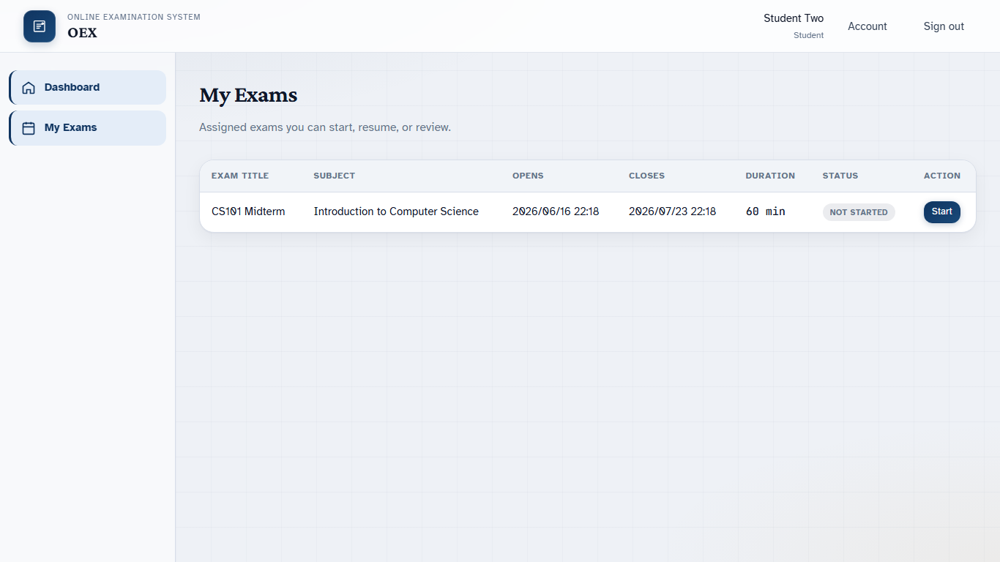 ONLINE EXAMINATION SYSTEM
OEX
Student Two
Student
Account
Sign out
Dashboard
My Exams
My Exams
Assigned exams you can start, resume, or review.
EXAM TITLE SUBJECT OPENS CLOSES DURATION STATUS ACTION
CS101 Midterm Introduction to Computer Science 2026/06/16 22:18 2026/07/23 22:18 60 min NOT STARTED Start